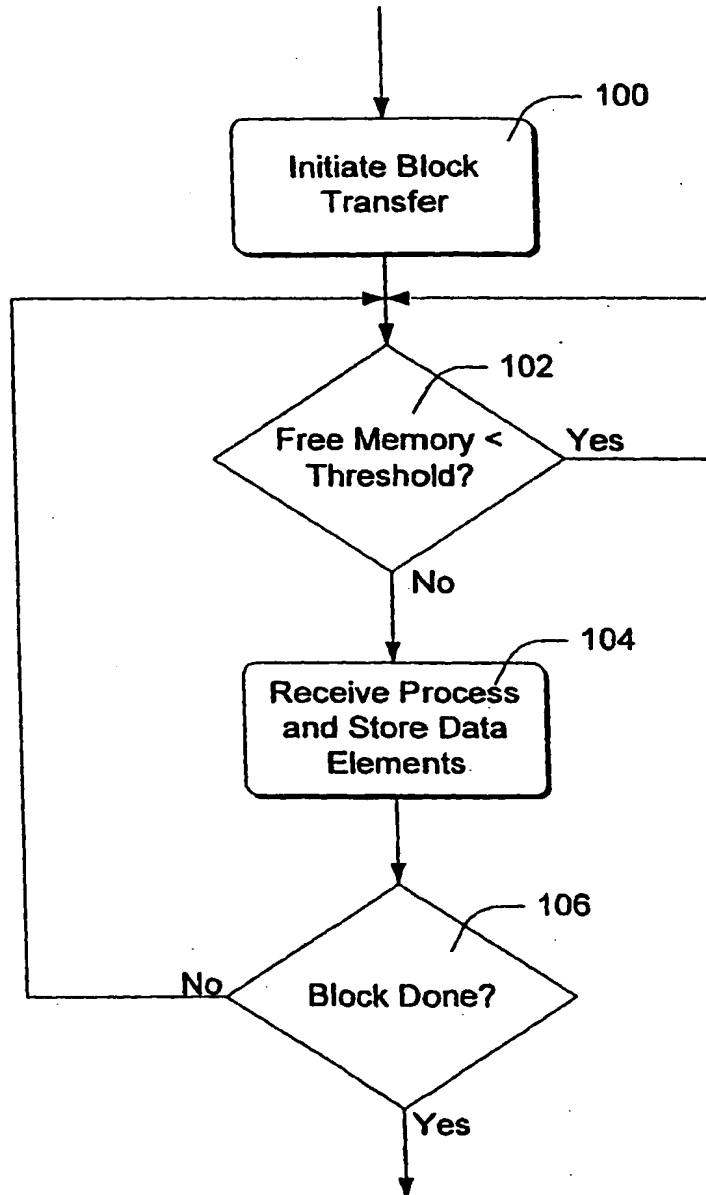 100
Initiate Block
Transfer
102
Free Memory <
Threshold?
Yes
No
104
Receive Process
and Store Data
Elements
106
No
Block Done?
Yes